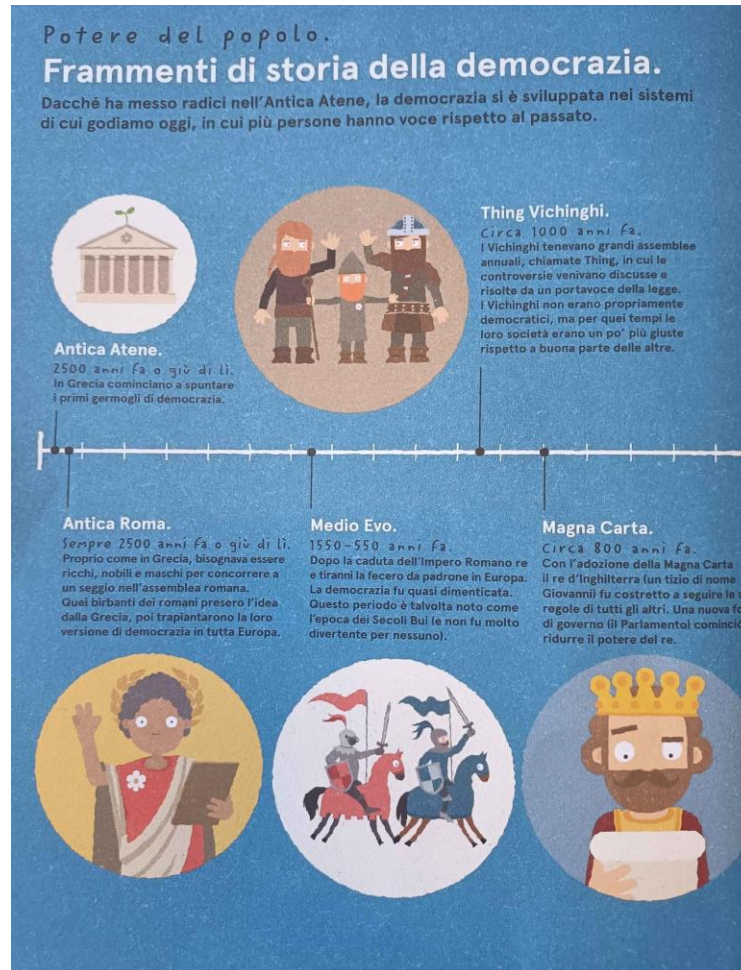 Potere del popolo.
Frammenti di storia della democrazia.
Dacché ha messo radici nell'Antica Atene, la democrazia si è sviluppata nei sistemi
di cui godiamo oggi, in cui più persone hanno voce rispetto al passato.
Thing Vichinghi.
Circa 1000 anni fa.
I Vichinghi tenevano grandi assemblee
annuali, chiamate Thing, in cui le
controversie venivano discusse e
risolte da un portavoce della legge.
I Vichinghi non erano propriamente
democratici, ma per quei tempi le
loro società erano un po' più giuste
rispetto a buona parte delle altre.
Antica Atene.
2500 anni fa o giù di lì.
In Grecia cominciano a spuntare
i primi germogli di democrazia.
Antica Roma.
Sempre 2500 anni fa o giù di lì.
Proprio come in Grecia, bisognava essere
ricchi, nobili e maschi per concorrere a
un seggio nell'assemblea romana.
Quei birbanti dei romani presero l'idea
dalla Grecia, poi trapiantarono la loro
versione di democrazia in tutta Europa.
Medio Evo.
1550-550 anni fa.
Dopo la caduta dell'Impero Romano re
e tiranni la fecero da padrone in Europa.
La democrazia fu quasi dimenticata.
Questo periodo è talvolta noto come
l'epoca dei Secoli Bui (e non fu molto
divertente per nessuno).
Magna Carta.
Circa 800 anni fa.
Con l'adozione della Magna Carta
il re d'Inghilterra (un tizio di nome
Giovanni) fu costretto a seguire le
regole di tutti gli altri. Una nuova
di governo (il Parlamento) cominciò
ridurre il potere del re.